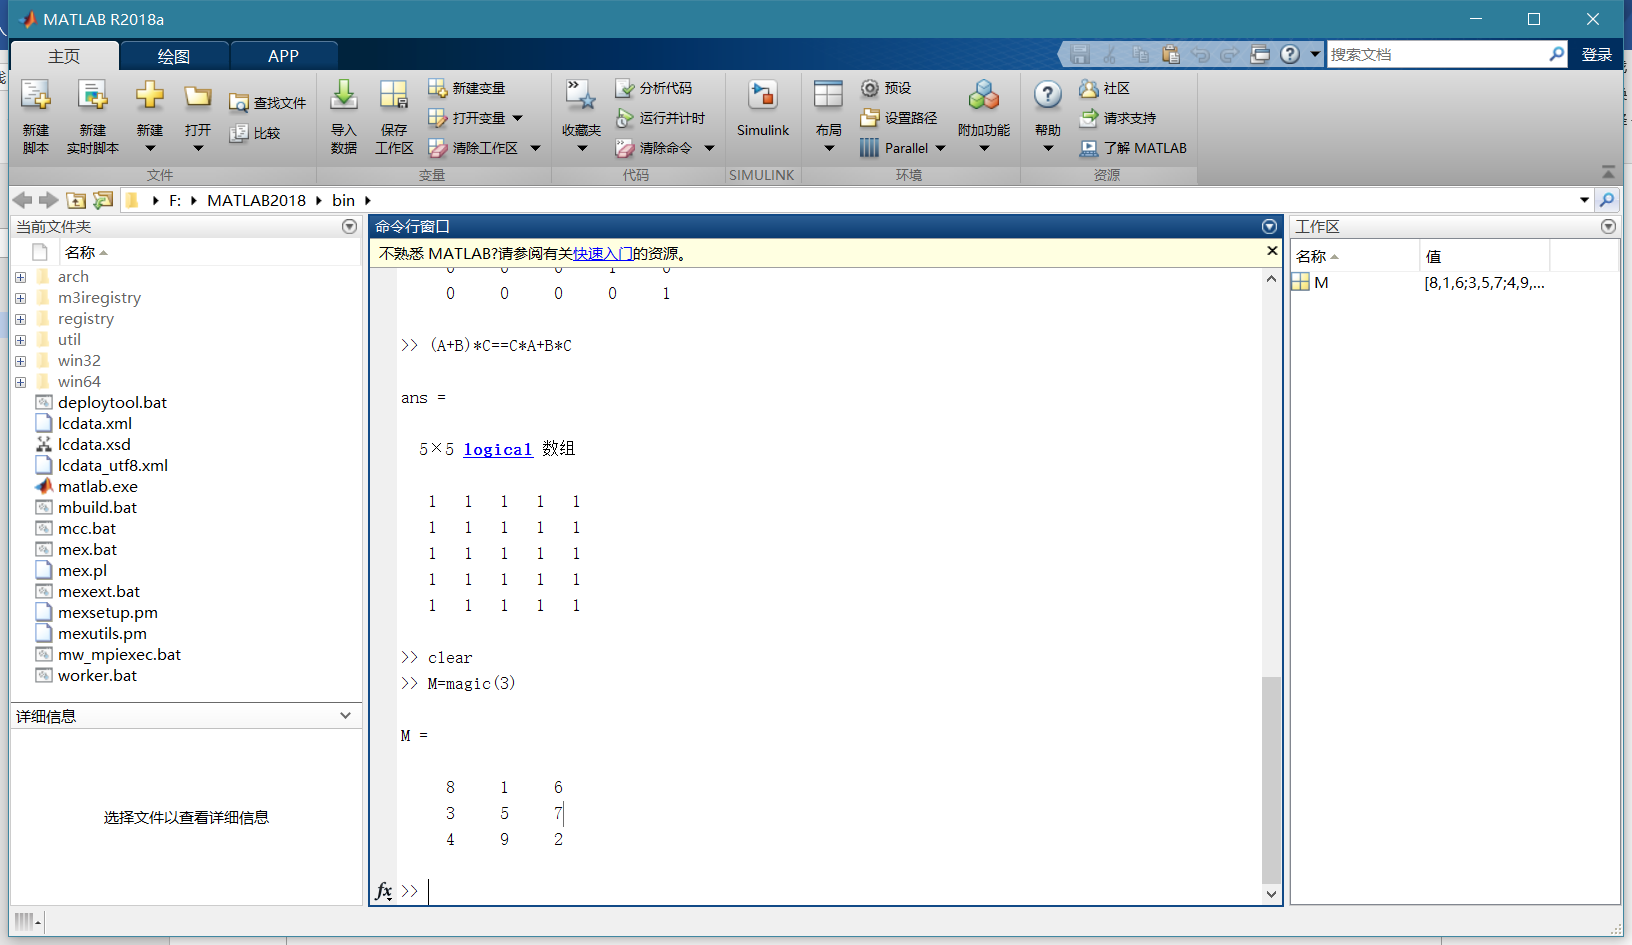 MATLAB R2018a
主页 绘图 APP
搜索文档 登录
新建脚本
新建实时脚本
新建
打开
查找文件
比较
文件
导入数据
保存工作区
新建变量
打开变量
清除工作区
变量
收藏夹
分析代码
运行并计时
清除命令
代码
Simulink
SIMULINK
布局
预设
设置路径
Parallel
附加功能
环境
帮助
社区
请求支持
了解 MATLAB
资源
F: MATLAB2018 bin
当前文件夹
名称
arch
m3iregistry
registry
util
win32
win64
deploytool.bat
lcdata.xml
lcdata.xsd
lcdata_utf8.xml
matlab.exe
mbuild.bat
mcc.bat
mex.bat
mex.pl
mexext.bat
mexsetup.pm
mexutils.pm
mw_mpiexec.bat
worker.bat
详细信息
选择文件以查看详细信息
命令行窗口
不熟悉 MATLAB?请参阅有关快速入门的资源。
0 0 0 1 0
0 0 0 0 1
>> (A+B)*C==C*A+B*C
ans =
5×5 logical 数组
1 1 1 1 1
1 1 1 1 1
1 1 1 1 1
1 1 1 1 1
1 1 1 1 1
>> clear
>> M=magic(3)
M =
8 1 6
3 5 7
4 9 2
fx >>
工作区
名称 值
M [8,1,6;3,5,7;4,9,...